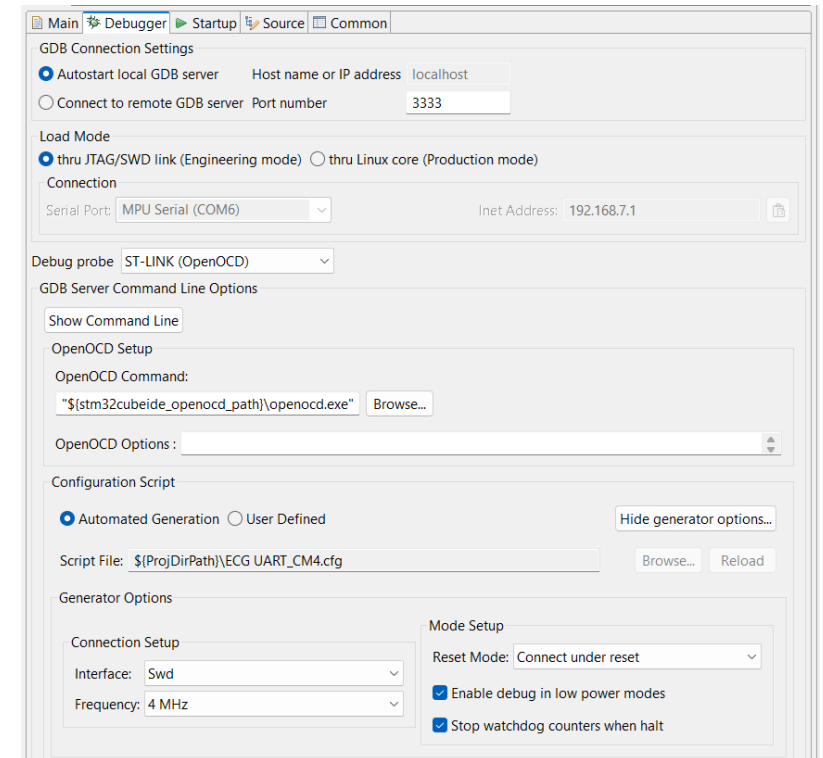 Main Debugger Startup Source Common
GDB Connection Settings
Autostart local GDB server Host name or IP address localhost
Connect to remote GDB server Port number 3333
Load Mode
thru JTAG/SWD link (Engineering mode) thru Linux core (Production mode)
Connection
Serial Port: MPU Serial (COM6) Inet Address: 192.168.7.1
Debug probe ST-LINK (OpenOCD)
GDB Server Command Line Options
Show Command Line
OpenOCD Setup
OpenOCD Command:
"${stm32cubeide_openocd_path}\openocd.exe" Browse...
OpenOCD Options :
Configuration Script
Automated Generation User Defined Hide generator options...
Script File: ${ProjDirPath}\ECG UART_CM4.cfg Browse... Reload
Generator Options
Connection Setup
Interface: Swd
Frequency: 4 MHz
Mode Setup
Reset Mode: Connect under reset
Enable debug in low power modes
Stop watchdog counters when halt